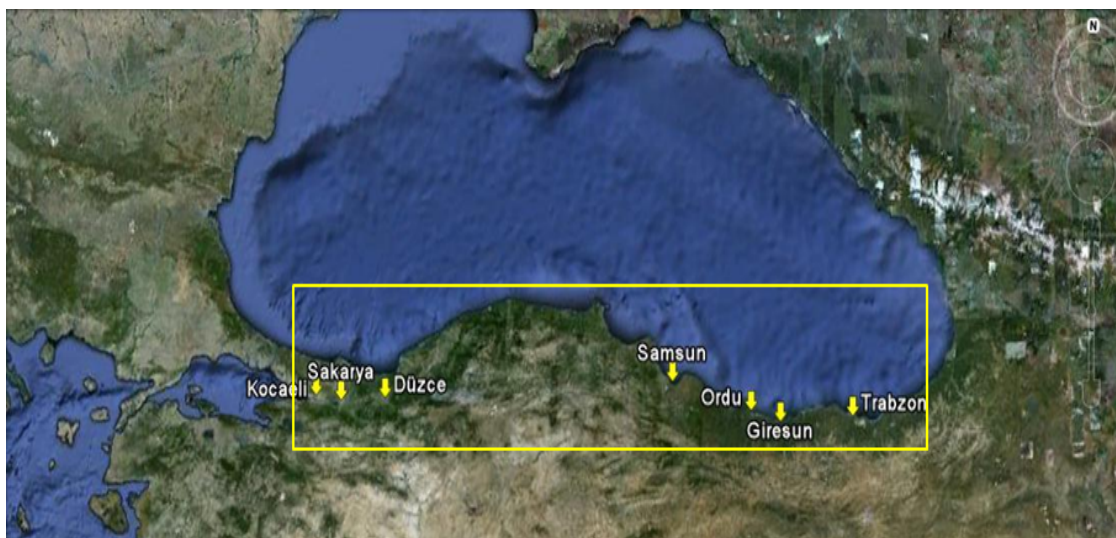 N
Sakarya
Kocaeli
Düzce
Samsun
Ordu
Giresun
Trabzon